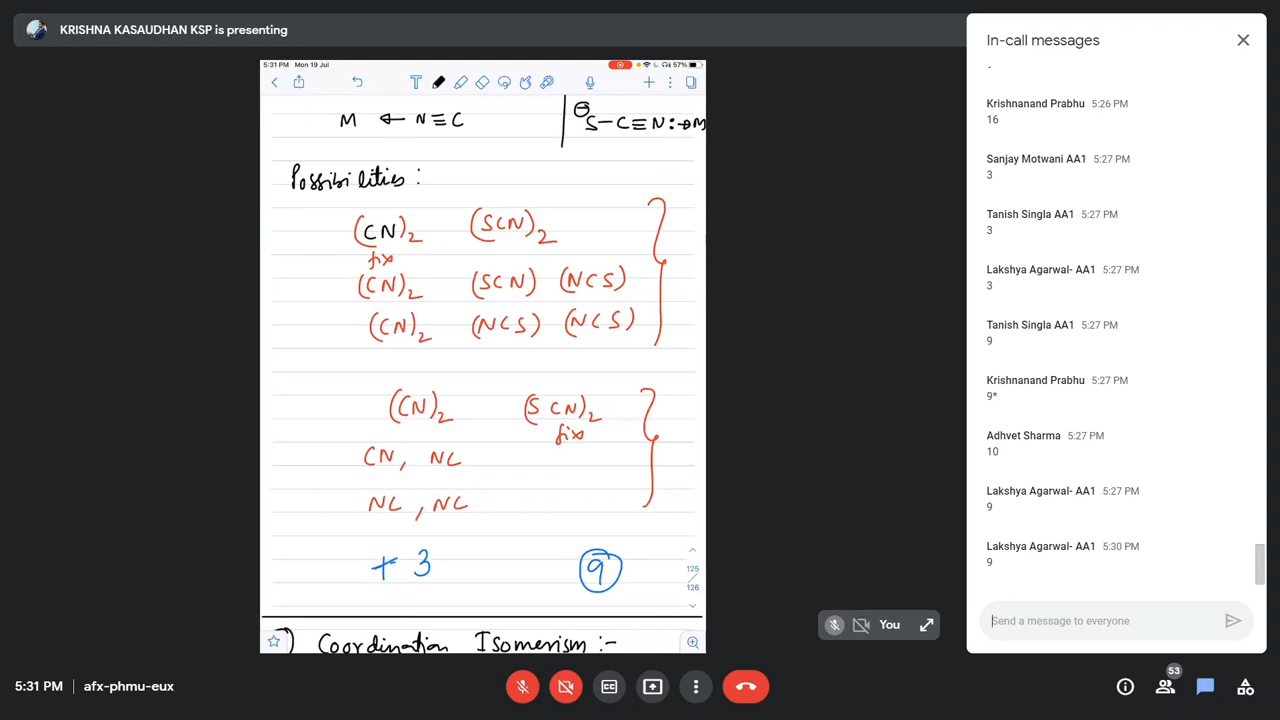 KRISHNA KASAUDHAN KSP is presenting
5:31 PM Mon 19 Jul
57%
M ← N≡C
⊖S–C≡N:→M
Possibilities :
(CN)2 (SCN)2
fix
(CN)2 (SCN) (NCS)
(CN)2 (NCS) (NCS)
(CN)2 (SCN)2
fix
CN, NC
NC, NC
+ 3 9
125
126
Coordination Isomerism :-
You
5:31 PM | afx-phmu-eux
In-call messages
Krishnanand Prabhu 5:26 PM
16
Sanjay Motwani AA1 5:27 PM
3
Tanish Singla AA1 5:27 PM
3
Lakshya Agarwal- AA1 5:27 PM
3
Tanish Singla AA1 5:27 PM
9
Krishnanand Prabhu 5:27 PM
9*
Adhvet Sharma 5:27 PM
10
Lakshya Agarwal- AA1 5:27 PM
9
Lakshya Agarwal- AA1 5:30 PM
9
Send a message to everyone
53